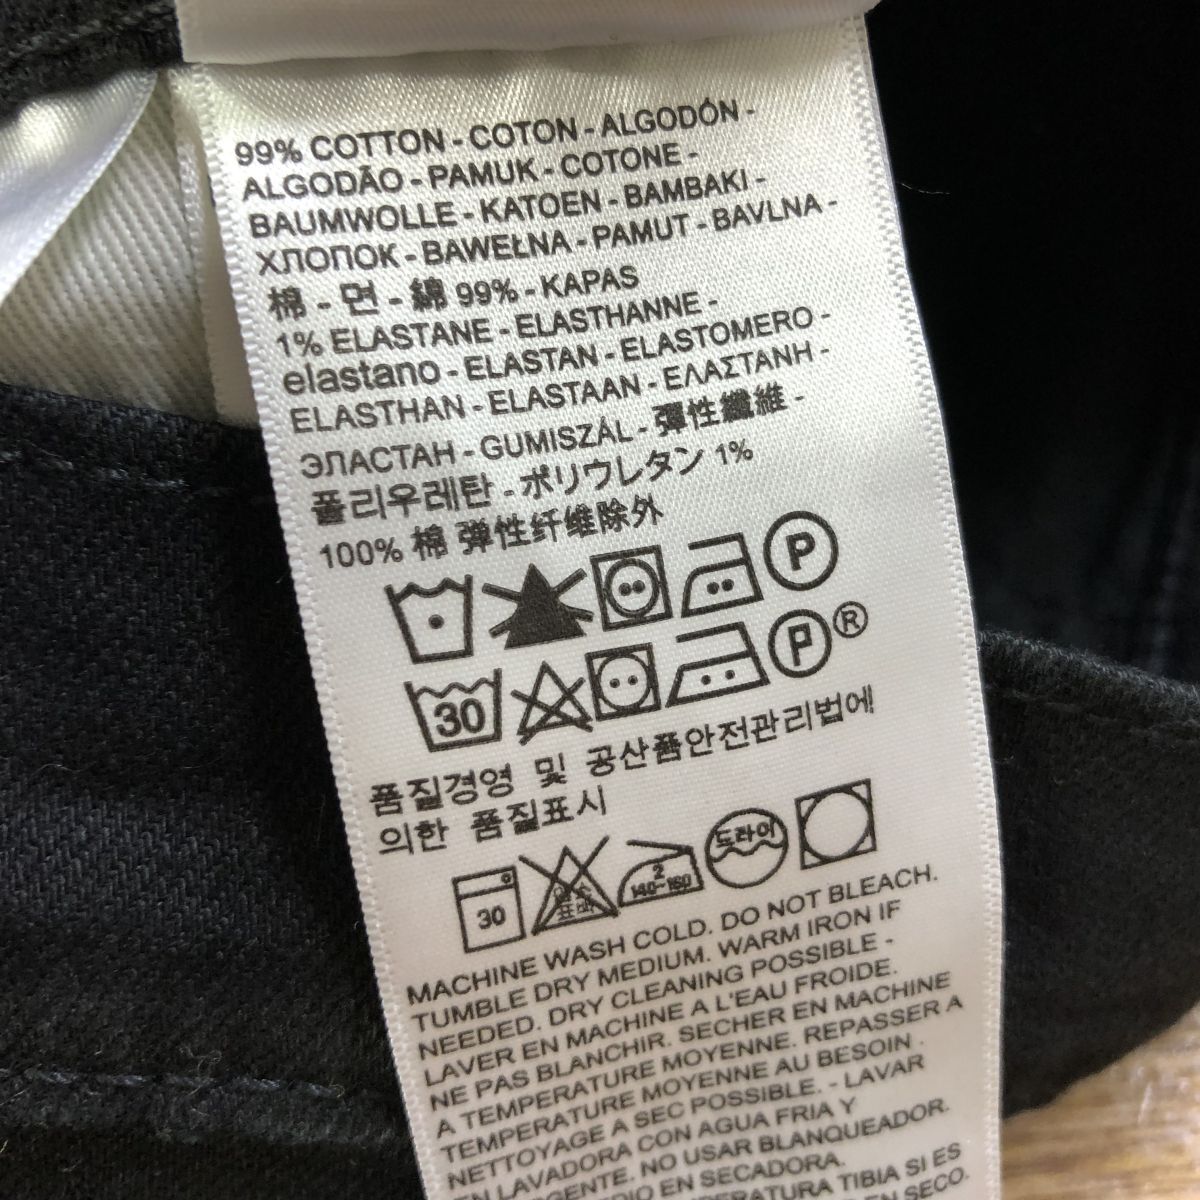 99% COTTON - COTON - ALGODÓN -
ALGODÃO - PAMUK - COTONE -
BAUMWOLLE - KATOEN - BAMBAKI -
ХЛОПОК - BAWEŁNA - PAMUT - BAVLNA -
棉 - 면 - 綿 99% - KAPAS
1% ELASTANE - ELASTHANNE -
elastano - ELASTAN - ELASTOMERO -
ELASTHAN - ELASTAAN - ΕΛΑΣΤΑΝΗ -
ЭЛАСТАН - GUMISZÁL - 彈性纖維 -
폴리우레탄 - ポリウレタン 1%
100% 棉 弹性纤维除外
P
30 P ®
품질경영 및 공산품안전관리법에
의한 품질표시
30 2 140~160 드라이
MACHINE WASH COLD. DO NOT BLEACH.
TUMBLE DRY MEDIUM. WARM IRON IF
NEEDED. DRY CLEANING POSSIBLE -
LAVER EN MACHINE A L'EAU FROIDE.
NE PAS BLANCHIR. SECHER EN MACHINE
A TEMPERATURE MOYENNE. REPASSER A
TEMPERATURE MOYENNE AU BESOIN .
NETTOYAGE A SEC POSSIBLE. - LAVAR
EN LAVADORA CON AGUA FRIA Y
GENTE. NO USAR BLANQUEADOR.
EN SECADORA.
TIBIA SI ES
EN SECO.